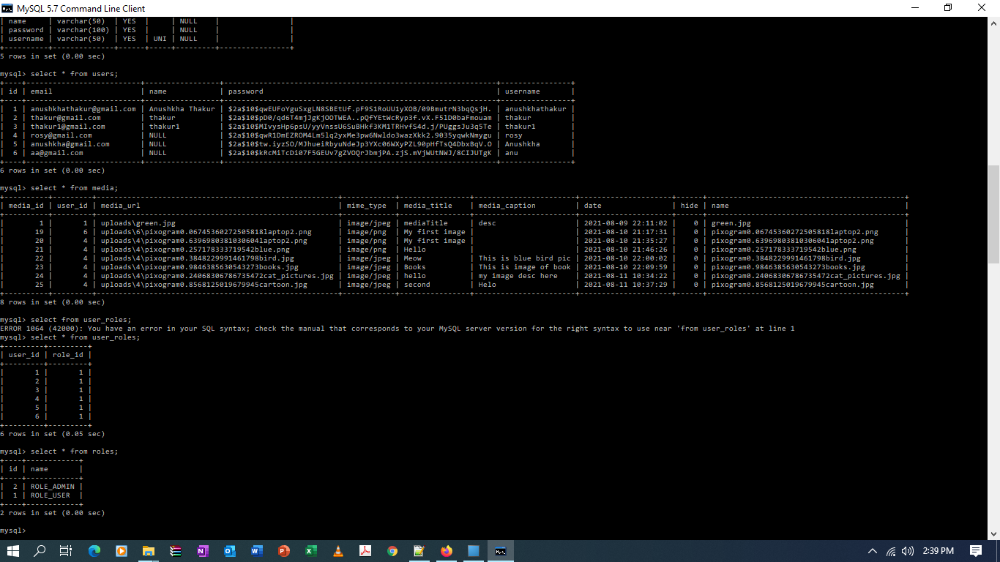 MySQL 5.7 Command Line Client
| name | varchar(50) | YES | | NULL | |
| password | varchar(100) | YES | | NULL | |
| username | varchar(50) | YES | UNI | NULL | |
5 rows in set (0.00 sec)
mysql> select * from users;
| id | email | name | password | username |
| 1 | anushkhathakur@gmail.com | Anushkha Thakur | $2a$10$qwEUFoYguSxgLN8SBEtUf.pF9S1RoUU1yXOB/09BmutrN3bqQsjH. | anushkhathakur |
| 2 | thakur@gmail.com | thakur | $2a$10$pD0/qd6T4mjJgKjOOTWEA..pQfYEtWcRyp3f.vX.F5lD0baFmouam | thakur |
| 3 | thakur1@gmail.com | thakur1 | $2a$10$MIvysHp6psU/yyVnssU6SuBHkf3KM1TRHvfS4d.j/PUggsJu3q5Te | thakur1 |
| 4 | rosy@gmail.com | NULL | $2a$10$qwR1DmEZROM4Lm5lq2yxMe3pw6Nwldo3wazXkk2.9035yqwkNmygu | rosy |
| 5 | anushkha@gmail.com | NULL | $2a$10$tw.iyzSO/MJhueiRbyuNdeJp3YXc06WXyPZL90pHfTsQ4DbxBqV.O | Anushkha |
| 6 | aa@gmail.com | NULL | $2a$10$kRcMiTcDi07F5GEUv7gZVOQrJbmjPA.zjS.mVjWUtNWJ/8CIJUTgK | anu |
6 rows in set (0.00 sec)
mysql> select * from media;
| media_id | user_id | media_url | mime_type | media_title | media_caption | date | hide | name |
| 1 | 1 | uploads\green.jpg | image/jpeg | mediaTitle | desc | 2021-08-09 22:11:02 | 0 | green.jpg |
| 19 | 6 | uploads\6\pixogram0.06745360272505818laptop2.png | image/png | My first image | | 2021-08-10 21:17:31 | 0 | pixogram0.06745360272505818laptop2.png |
| 20 | 4 | uploads\4\pixogram0.6396980381030604laptop2.png | image/png | My first image | | 2021-08-10 21:35:27 | 0 | pixogram0.6396980381030604laptop2.png |
| 21 | 4 | uploads\4\pixogram0.257178333719542blue.png | image/png | Hello | | 2021-08-10 21:46:26 | 0 | pixogram0.257178333719542blue.png |
| 22 | 4 | uploads\4\pixogram0.3848229991461798bird.jpg | image/jpeg | Meow | This is blue bird pic | 2021-08-10 22:00:02 | 0 | pixogram0.3848229991461798bird.jpg |
| 23 | 4 | uploads\4\pixogram0.9846385630543273books.jpg | image/jpeg | Books | This is image of book | 2021-08-10 22:09:59 | 0 | pixogram0.9846385630543273books.jpg |
| 24 | 4 | uploads\4\pixogram0.24068306786735472cat_pictures.jpg | image/jpeg | hello | my image desc here | 2021-08-11 10:34:22 | 0 | pixogram0.24068306786735472cat_pictures.jpg |
| 25 | 4 | uploads\4\pixogram0.8568125019679945cartoon.jpg | image/jpeg | second | Helo | 2021-08-11 10:37:29 | 0 | pixogram0.8568125019679945cartoon.jpg |
8 rows in set (0.00 sec)
mysql> select from user_roles;
ERROR 1064 (42000): You have an error in your SQL syntax; check the manual that corresponds to your MySQL server version for the right syntax to use near 'from user_roles' at line 1
mysql> select * from user_roles;
| user_id | role_id |
| 1 | 1 |
| 2 | 1 |
| 3 | 1 |
| 4 | 1 |
| 5 | 1 |
| 6 | 1 |
6 rows in set (0.05 sec)
mysql> select * from roles;
| id | name |
| 2 | ROLE_ADMIN |
| 1 | ROLE_USER |
2 rows in set (0.00 sec)
mysql>
2:39 PM